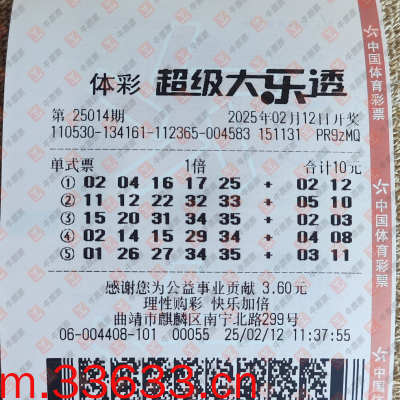 体彩 超级大乐透
第 25014期 2025年02月12日开奖
110530-134161-112365-004583 151131 PR9zMQ
单式票 1倍 合计10元
① 02 04 16 17 25 + 02 12
② 11 12 22 32 33 + 05 10
③ 15 20 31 34 35 + 02 03
④ 02 14 15 29 34 + 04 08
⑤ 01 26 27 34 35 + 03 11
感谢您为公益事业贡献 3.60元
理性购彩 快乐加倍
曲靖市麒麟区南宁北路299号
06-004408-101 00055 25/02/12 11:37:55
m.33633.cn
中国体育彩票
中国体育彩票